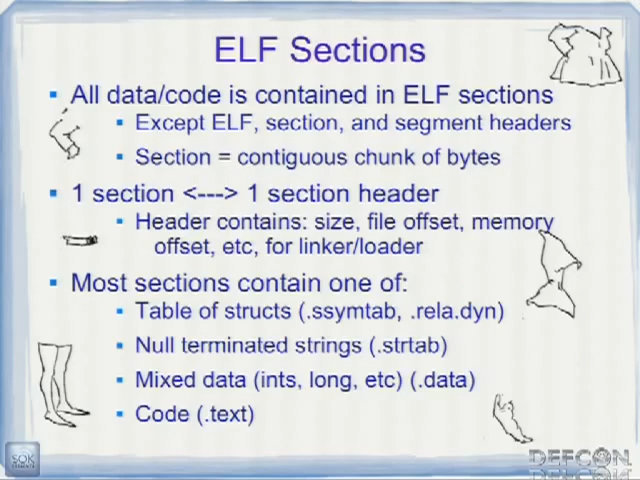 ELF Sections
All data/code is contained in ELF sections
Except ELF, section, and segment headers
Section = contiguous chunk of bytes
1 section <---> 1 section header
Header contains: size, file offset, memory
offset, etc, for linker/loader
Most sections contain one of:
Table of structs (.ssymtab, .rela.dyn)
Null terminated strings (.strtab)
Mixed data (ints, long, etc) (.data)
Code (.text)
SOK
DEFCON